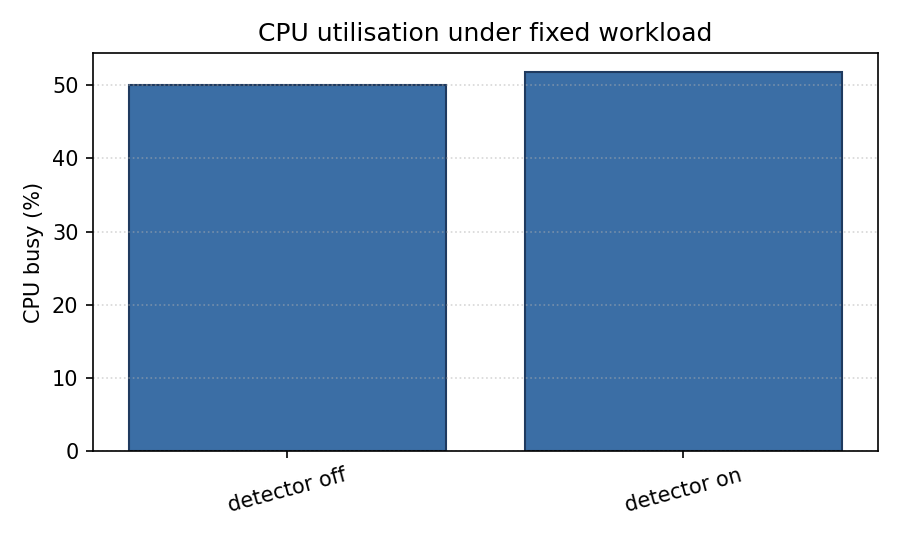 CPU utilisation under fixed workload
CPU busy (%)
50
40
30
20
10
0
detector off
detector on